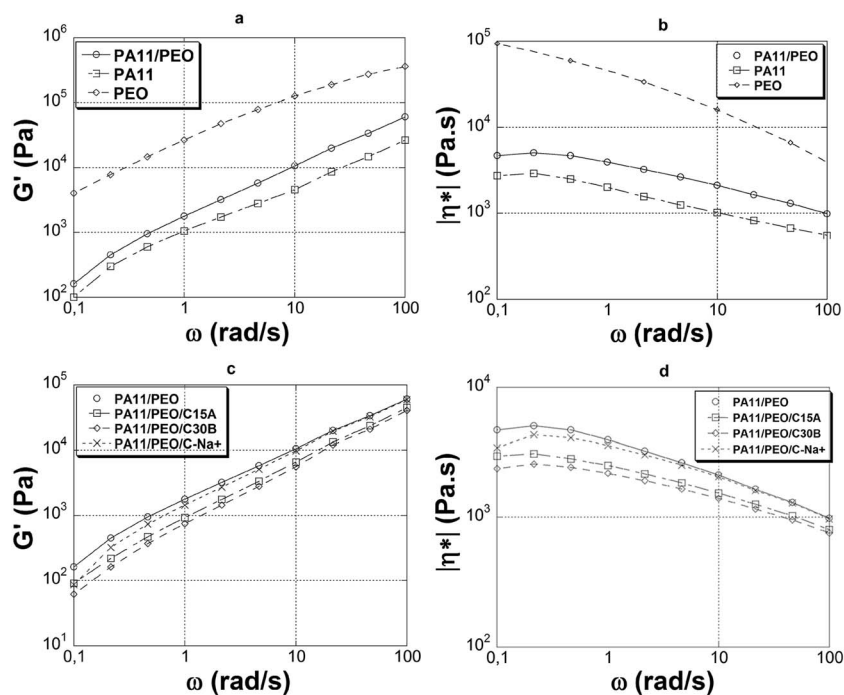 a
10^6
10^5
10^4
10^3
10^2
G' (Pa)
PA11/PEO
PA11
PEO
0,1 1 10 100
ω (rad/s)
b
10^5
10^4
10^3
10^2
|η*| (Pa.s)
PA11/PEO
PA11
PEO
0,1 1 10 100
ω (rad/s)
c
10^5
10^4
10^3
10^2
10^1
G' (Pa)
PA11/PEO
PA11/PEO/C15A
PA11/PEO/C30B
PA11/PEO/C-Na+
0,1 1 10 100
ω (rad/s)
d
10^4
10^3
10^2
|η*| (Pa.s)
PA11/PEO
PA11/PEO/C15A
PA11/PEO/C30B
PA11/PEO/C-Na+
0,1 1 10 100
ω (rad/s)